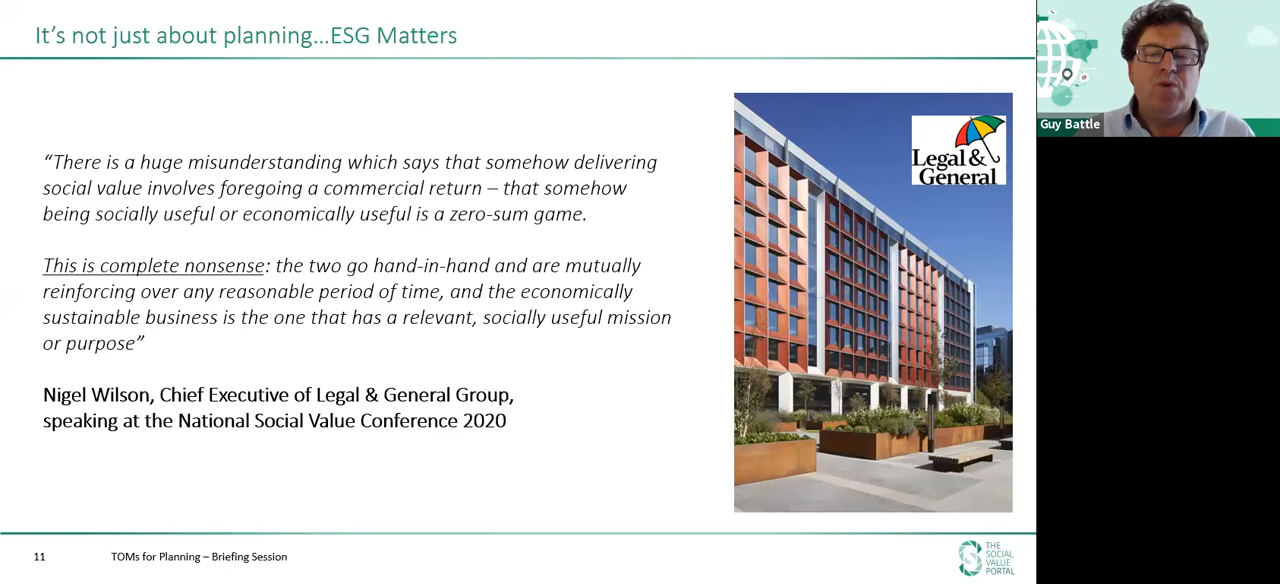 It’s not just about planning…ESG Matters
“There is a huge misunderstanding which says that somehow delivering
social value involves foregoing a commercial return – that somehow
being socially useful or economically useful is a zero-sum game.
This is complete nonsense: the two go hand-in-hand and are mutually
reinforcing over any reasonable period of time, and the economically
sustainable business is the one that has a relevant, socially useful mission
or purpose”
Nigel Wilson, Chief Executive of Legal & General Group,
speaking at the National Social Value Conference 2020
Legal &
General
Guy Battle
11
TOMs for Planning – Briefing Session
THE
SOCIAL
VALUE
PORTAL